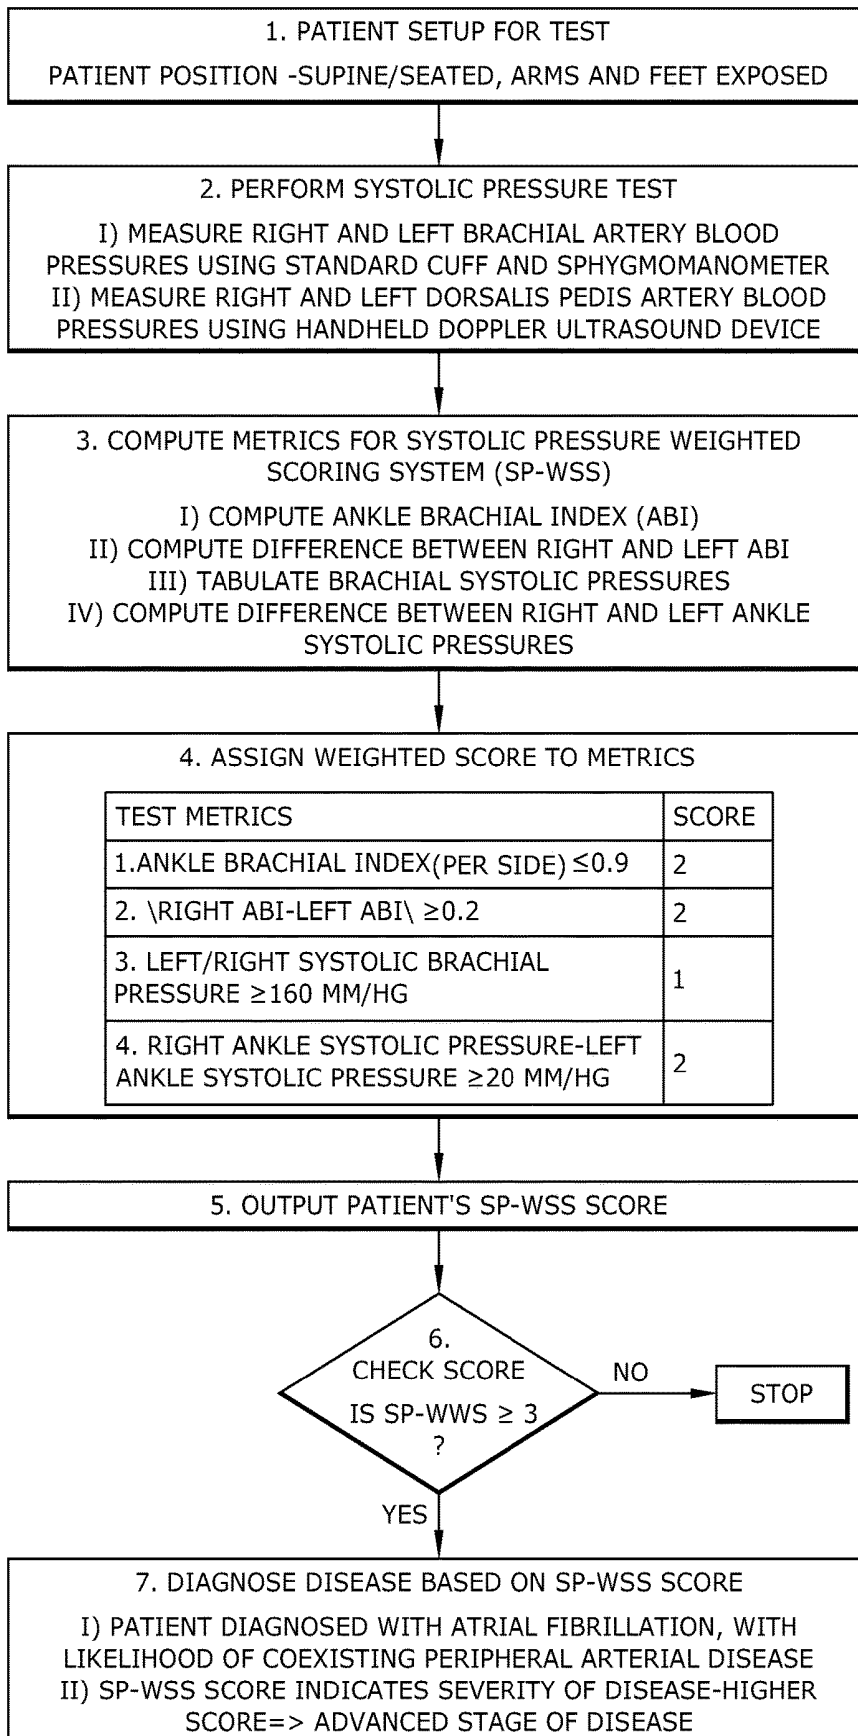 1. PATIENT SETUP FOR TEST
PATIENT POSITION -SUPINE/SEATED, ARMS AND FEET EXPOSED
2. PERFORM SYSTOLIC PRESSURE TEST
I) MEASURE RIGHT AND LEFT BRACHIAL ARTERY BLOOD
PRESSURES USING STANDARD CUFF AND SPHYGMOMANOMETER
II) MEASURE RIGHT AND LEFT DORSALIS PEDIS ARTERY BLOOD
PRESSURES USING HANDHELD DOPPLER ULTRASOUND DEVICE
3. COMPUTE METRICS FOR SYSTOLIC PRESSURE WEIGHTED
SCORING SYSTEM (SP-WSS)
I) COMPUTE ANKLE BRACHIAL INDEX (ABI)
II) COMPUTE DIFFERENCE BETWEEN RIGHT AND LEFT ABI
III) TABULATE BRACHIAL SYSTOLIC PRESSURES
IV) COMPUTE DIFFERENCE BETWEEN RIGHT AND LEFT ANKLE
SYSTOLIC PRESSURES
4. ASSIGN WEIGHTED SCORE TO METRICS
TEST METRICS SCORE
1.ANKLE BRACHIAL INDEX(PER SIDE) ≤0.9 2
2. \RIGHT ABI-LEFT ABI\ ≥0.2 2
3. LEFT/RIGHT SYSTOLIC BRACHIAL
PRESSURE ≥160 MM/HG 1
4. RIGHT ANKLE SYSTOLIC PRESSURE-LEFT
ANKLE SYSTOLIC PRESSURE ≥20 MM/HG 2
5. OUTPUT PATIENT'S SP-WSS SCORE
6.
CHECK SCORE
IS SP-WWS ≥ 3
?
NO
STOP
YES
7. DIAGNOSE DISEASE BASED ON SP-WSS SCORE
I) PATIENT DIAGNOSED WITH ATRIAL FIBRILLATION, WITH
LIKELIHOOD OF COEXISTING PERIPHERAL ARTERIAL DISEASE
II) SP-WSS SCORE INDICATES SEVERITY OF DISEASE-HIGHER
SCORE=> ADVANCED STAGE OF DISEASE